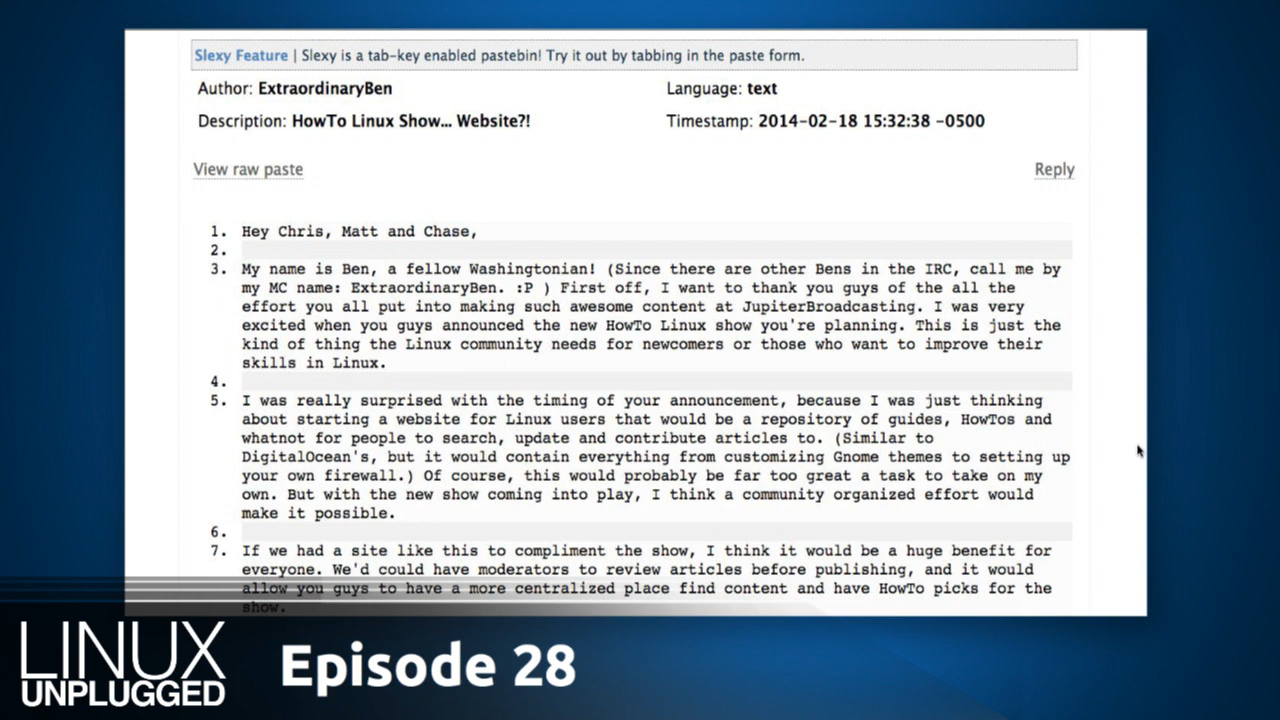 Slexy Feature | Slexy is a tab-key enabled pastebin! Try it out by tabbing in the paste form.
Author: ExtraordinaryBen
Language: text
Description: HowTo Linux Show... Website?!
Timestamp: 2014-02-18 15:32:38 -0500
View raw paste
Reply
1. Hey Chris, Matt and Chase,
2.
3. My name is Ben, a fellow Washingtonian! (Since there are other Bens in the IRC, call me by
my MC name: ExtraordinaryBen. :P ) First off, I want to thank you guys of the all the
effort you all put into making such awesome content at JupiterBroadcasting. I was very
excited when you guys announced the new HowTo Linux show you're planning. This is just the
kind of thing the Linux community needs for newcomers or those who want to improve their
skills in Linux.
4.
5. I was really surprised with the timing of your announcement, because I was just thinking
about starting a website for Linux users that would be a repository of guides, HowTos and
whatnot for people to search, update and contribute articles to. (Similar to
DigitalOcean's, but it would contain everything from customizing Gnome themes to setting up
your own firewall.) Of course, this would probably be far too great a task to take on my
own. But with the new show coming into play, I think a community organized effort would
make it possible.
6.
7. If we had a site like this to compliment the show, I think it would be a huge benefit for
everyone. We'd could have moderators to review articles before publishing, and it would
allow you guys to have a more centralized place find content and have HowTo picks for the
show.
LINUX
UNPLUGGED
Episode 28